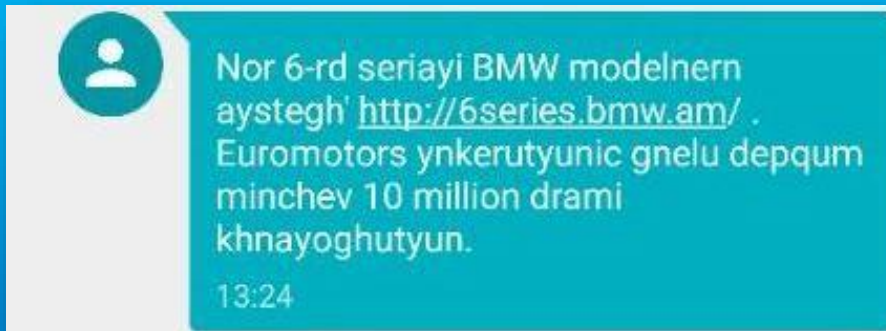 Nor 6-rd seriayi BMW modelnern
aystegh' http://6series.bmw.am/ .
Euromotors ynkerutyunic gnelu depqum
minchev 10 million drami
khnayoghutyun.
13:24